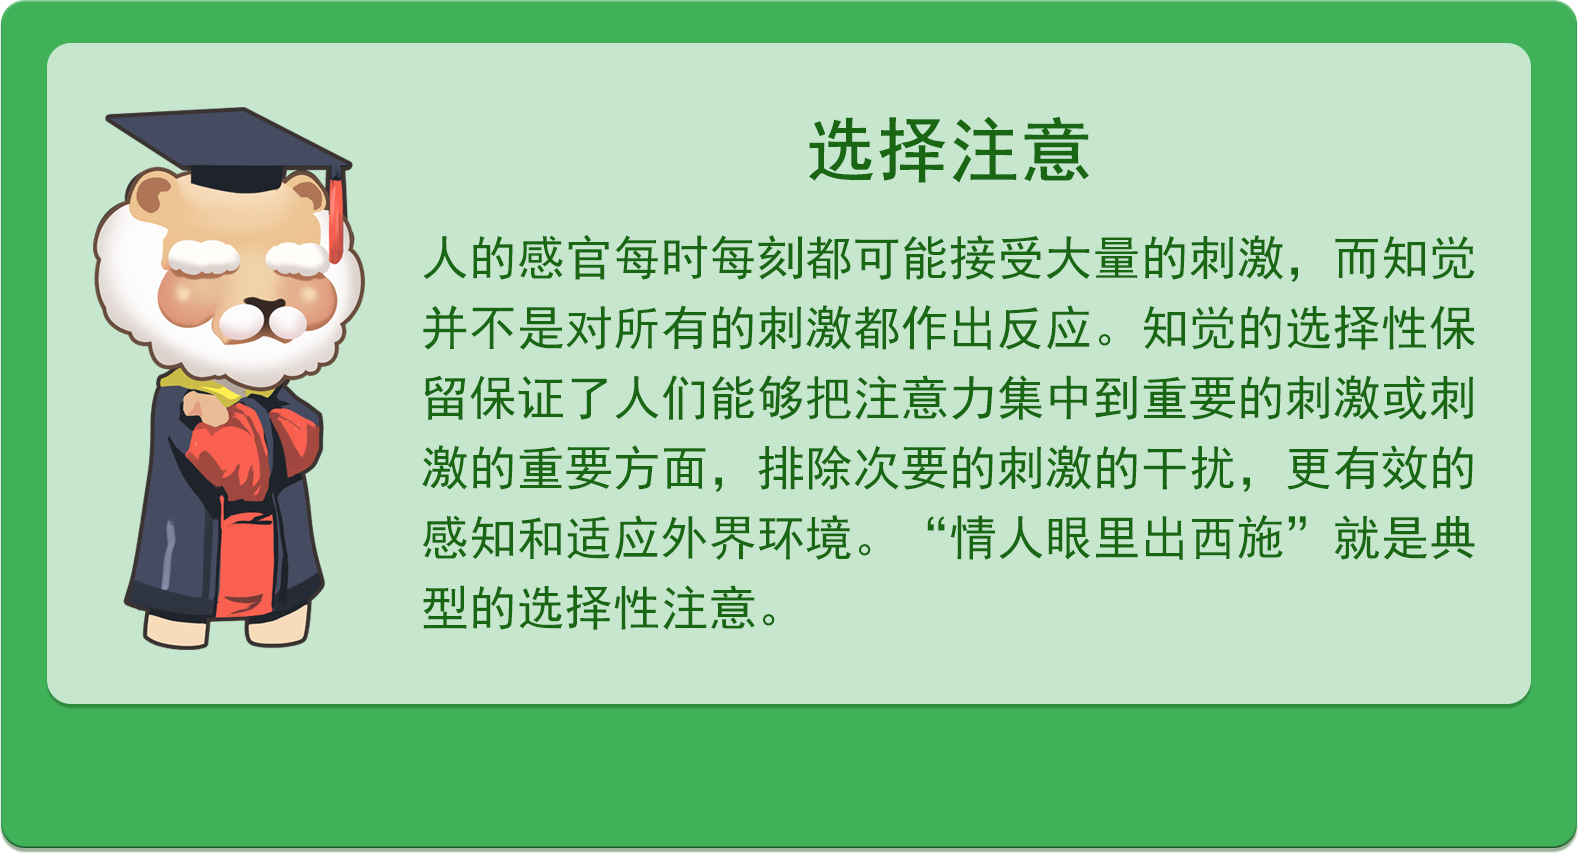 选择注意
人的感官每时每刻都可能接受大量的刺激，而知觉
并不是对所有的刺激都作出反应。知觉的选择性保
留保证了人们能够把注意力集中到重要的刺激或刺
激的重要方面，排除次要的刺激的干扰，更有效的
感知和适应外界环境。“情人眼里出西施”就是典
型的选择性注意。